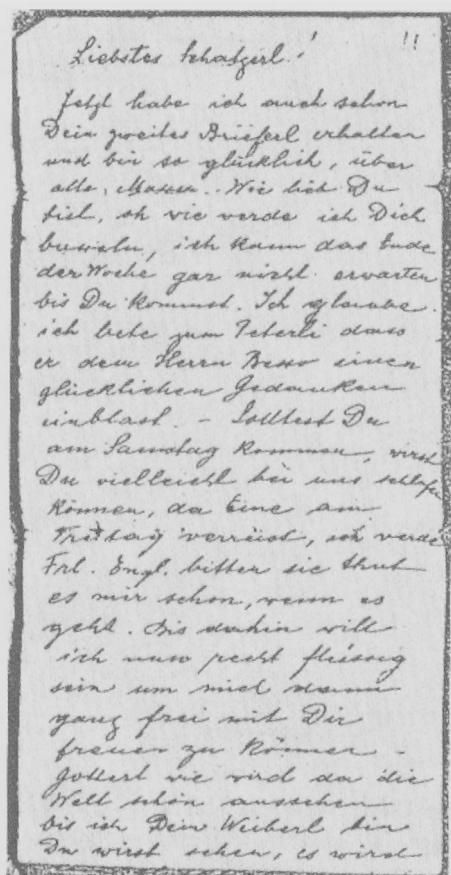 11
Liebstes Schatzerl!
Jetzt habe ich auch schon
Dein zweites Brieferl erhalten
und bin so glücklich, über
alle Massen. Wie lieb Du
bist, oh wie werde ich Dich
busseln, ich kann das Ende
der Woche gar nicht erwarten
bis Du kommst. Ich glaube
ich bete zum Peterli dass
er dem Herrn Besso einen
glücklichen Gedanken
einblast. – Solltest Du
am Samstag kommen, wirst
Du vielleicht bei uns schlafen
können, da Eine am
Freitag verreist, ich werde
Frl. Engl. bitten sie thut
es mir schon, wenn es
geht. Bis dahin will
ich nun recht fleissig
sein um mich dann
ganz frei mit Dir
freuen zu können –
Gotterl wie wird da die
Welt schön ausschen
bis ich Dein Weiberl bin
Du wirst sehen, es wird